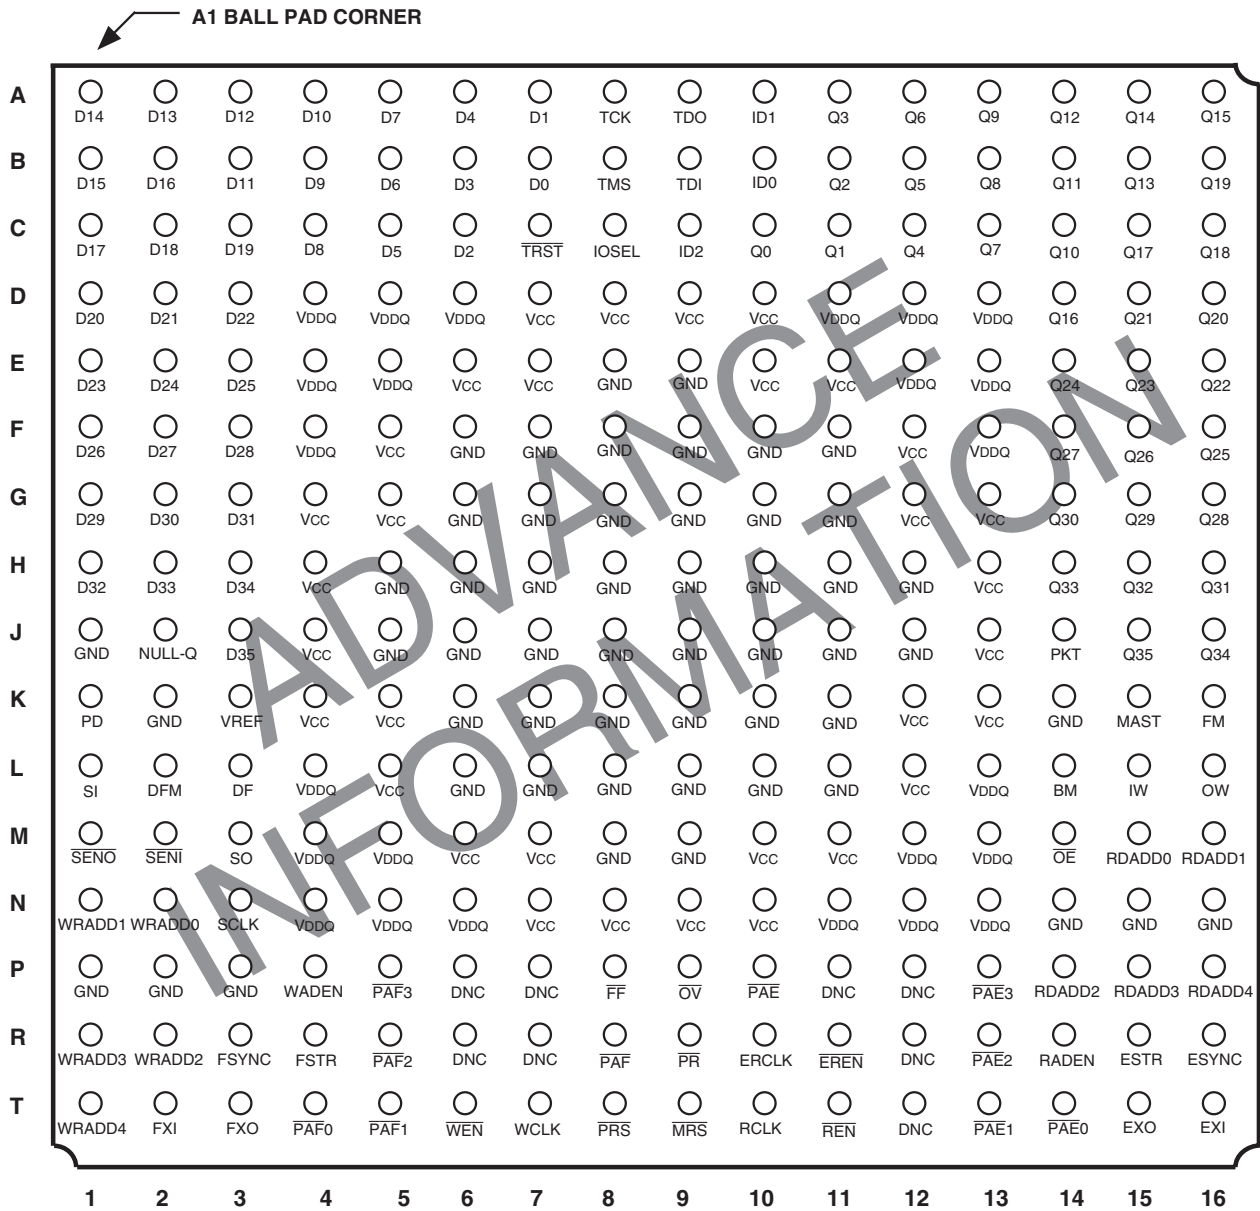 A1 BALL PAD CORNER
A
D14 D13 D12 D10 D7 D4 D1 TCK TDO ID1 Q3 Q6 Q9 Q12 Q14 Q15
B
D15 D16 D11 D9 D6 D3 D0 TMS TDI ID0 Q2 Q5 Q8 Q11 Q13 Q19
C
D17 D18 D19 D8 D5 D2 TRST IOSEL ID2 Q0 Q1 Q4 Q7 Q10 Q17 Q18
D
D20 D21 D22 VDDQ VDDQ VDDQ VCC VCC VCC VCC VDDQ VDDQ VDDQ Q16 Q21 Q20
E
D23 D24 D25 VDDQ VDDQ VCC VCC GND GND VCC VCC VDDQ VDDQ Q24 Q23 Q22
F
D26 D27 D28 VDDQ VCC GND GND GND GND GND GND VCC VDDQ Q27 Q26 Q25
G
D29 D30 D31 VCC VCC GND GND GND GND GND GND VCC VCC Q30 Q29 Q28
H
D32 D33 D34 VCC GND GND GND GND GND GND GND GND VCC Q33 Q32 Q31
J
GND NULL-Q D35 VCC GND GND GND GND GND GND GND GND VCC PKT Q35 Q34
K
PD GND VREF VCC VCC GND GND GND GND GND GND VCC VCC GND MAST FM
L
SI DFM DF VDDQ VCC GND GND GND GND GND GND VCC VDDQ BM IW OW
M
SENO SENI SO VDDQ VDDQ VCC VCC GND GND VCC VCC VDDQ VDDQ OE RDADD0 RDADD1
N
WRADD1 WRADD0 SCLK VDDQ VDDQ VDDQ VCC VCC VCC VCC VDDQ VDDQ VDDQ GND GND GND
P
GND GND GND WADEN PAF3 DNC DNC FF OV PAE DNC DNC PAE3 RDADD2 RDADD3 RDADD4
R
WRADD3 WRADD2 FSYNC FSTR PAF2 DNC DNC PAF PR ERCLK EREN DNC PAE2 RADEN ESTR ESYNC
T
WRADD4 FXI FXO PAF0 PAF1 WEN WCLK PRS MRS RCLK REN DNC PAE1 PAE0 EXO EXI
1 2 3 4 5 6 7 8 9 10 11 12 13 14 15 16
ADVANCE
INFORMATION